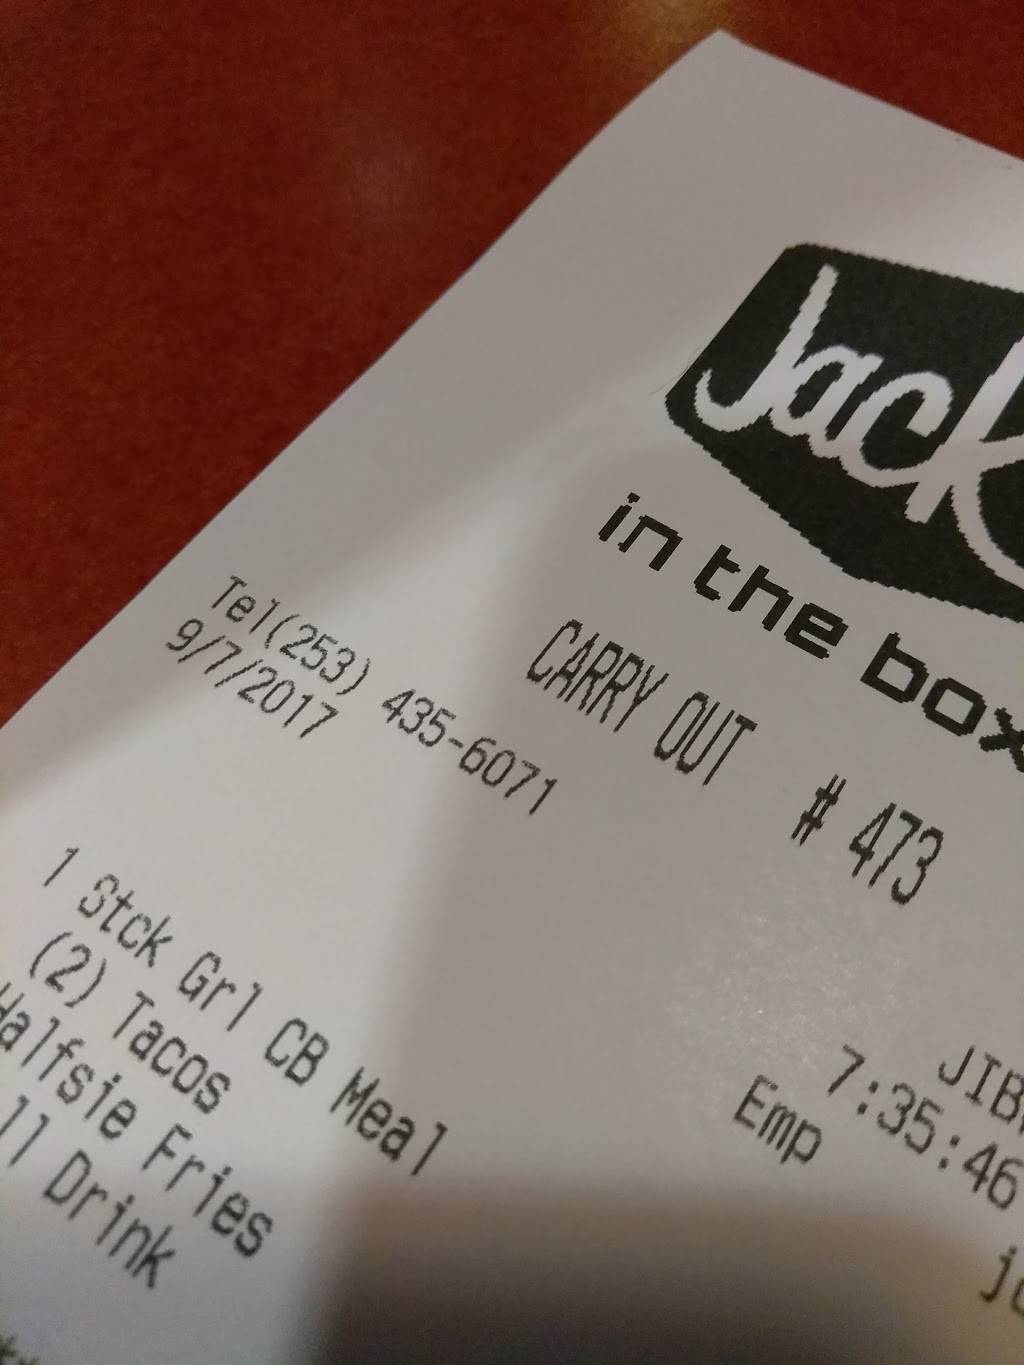 Jack
in the box
CARRY OUT # 473
Tel(253) 435-6071
9/7/2017
7:35:46
Emp
1 Stck Grl CB Meal
(2) Tacos
Halfsie Fries
Drink